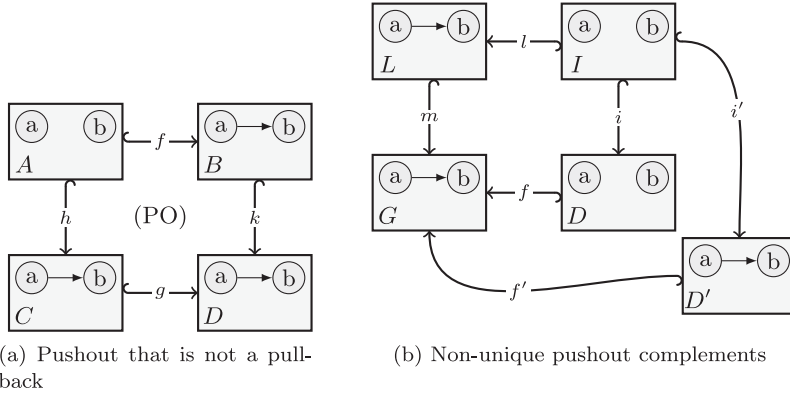 a b
A
f
a b
B
h
(PO)
k
a b
C
g
a b
D
(a) Pushout that is not a pull-
back
a b
L
l
a b
I
m
i
i′
a b
G
f
a b
D
a b
D′
f′
(b) Non-unique pushout complements